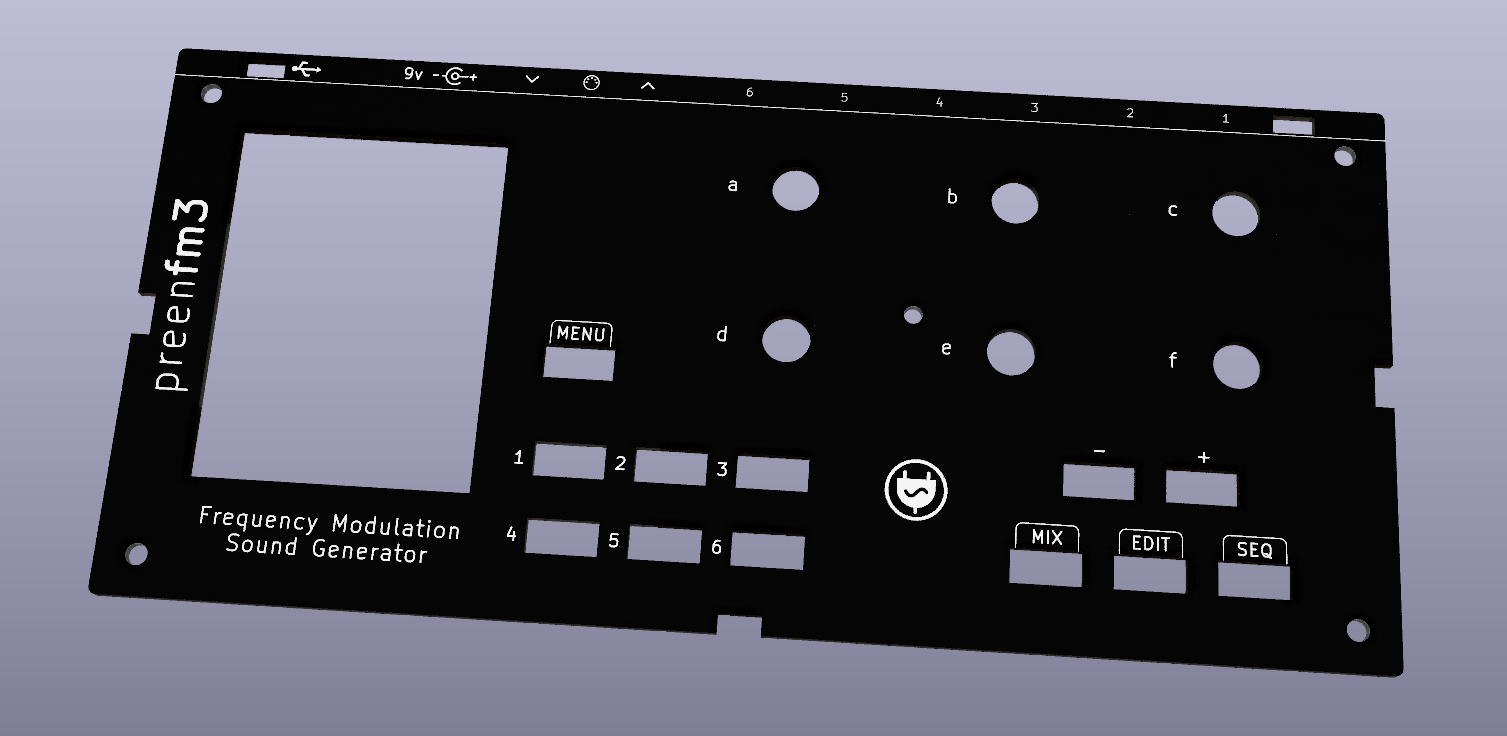 9v - +
6 5 4 3 2 1
a b c
preenfm3
d e f
MENU
- +
1 2 3
4 5 6
MIX EDIT SEQ
Frequency Modulation
Sound Generator